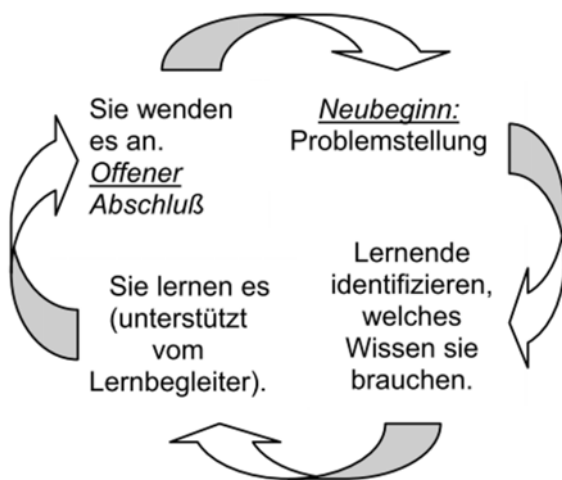 Sie wenden
es an.
Offener
Abschluß
Neubeginn:
Problemstellung
Lernende
identifizieren,
welches
Wissen sie
brauchen.
Sie lernen es
(unterstützt
vom
Lernbegleiter).